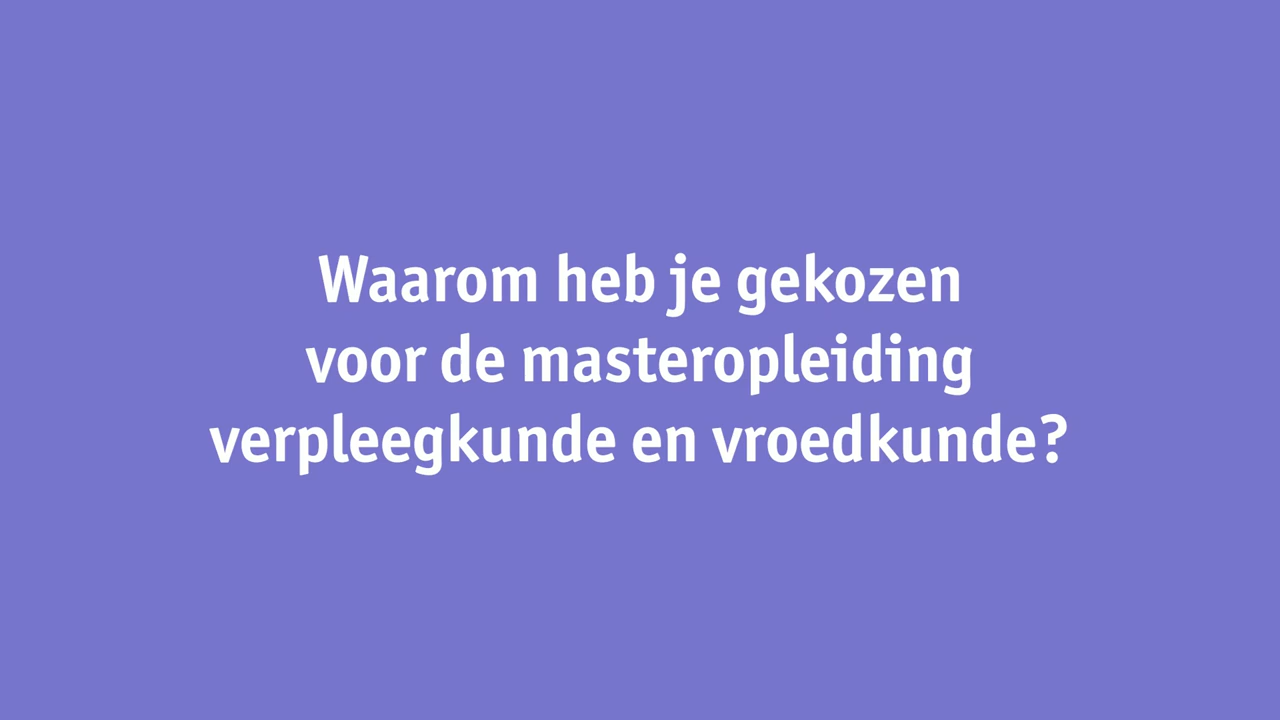 Waarom heb je gekozen
voor de masteropleiding
verpleegkunde en vroedkunde?